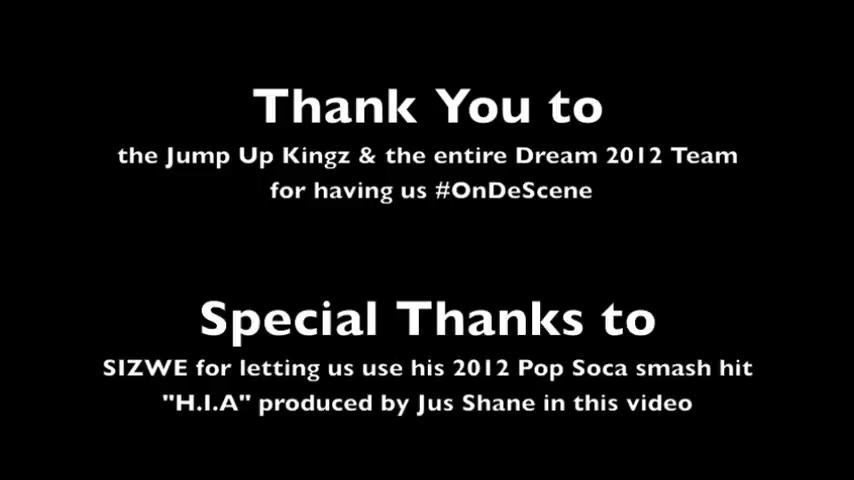 Thank You to
the Jump Up Kingz & the entire Dream 2012 Team
for having us #OnDeScene
Special Thanks to
SIZWE for letting us use his 2012 Pop Soca smash hit
"H.I.A" produced by Jus Shane in this video